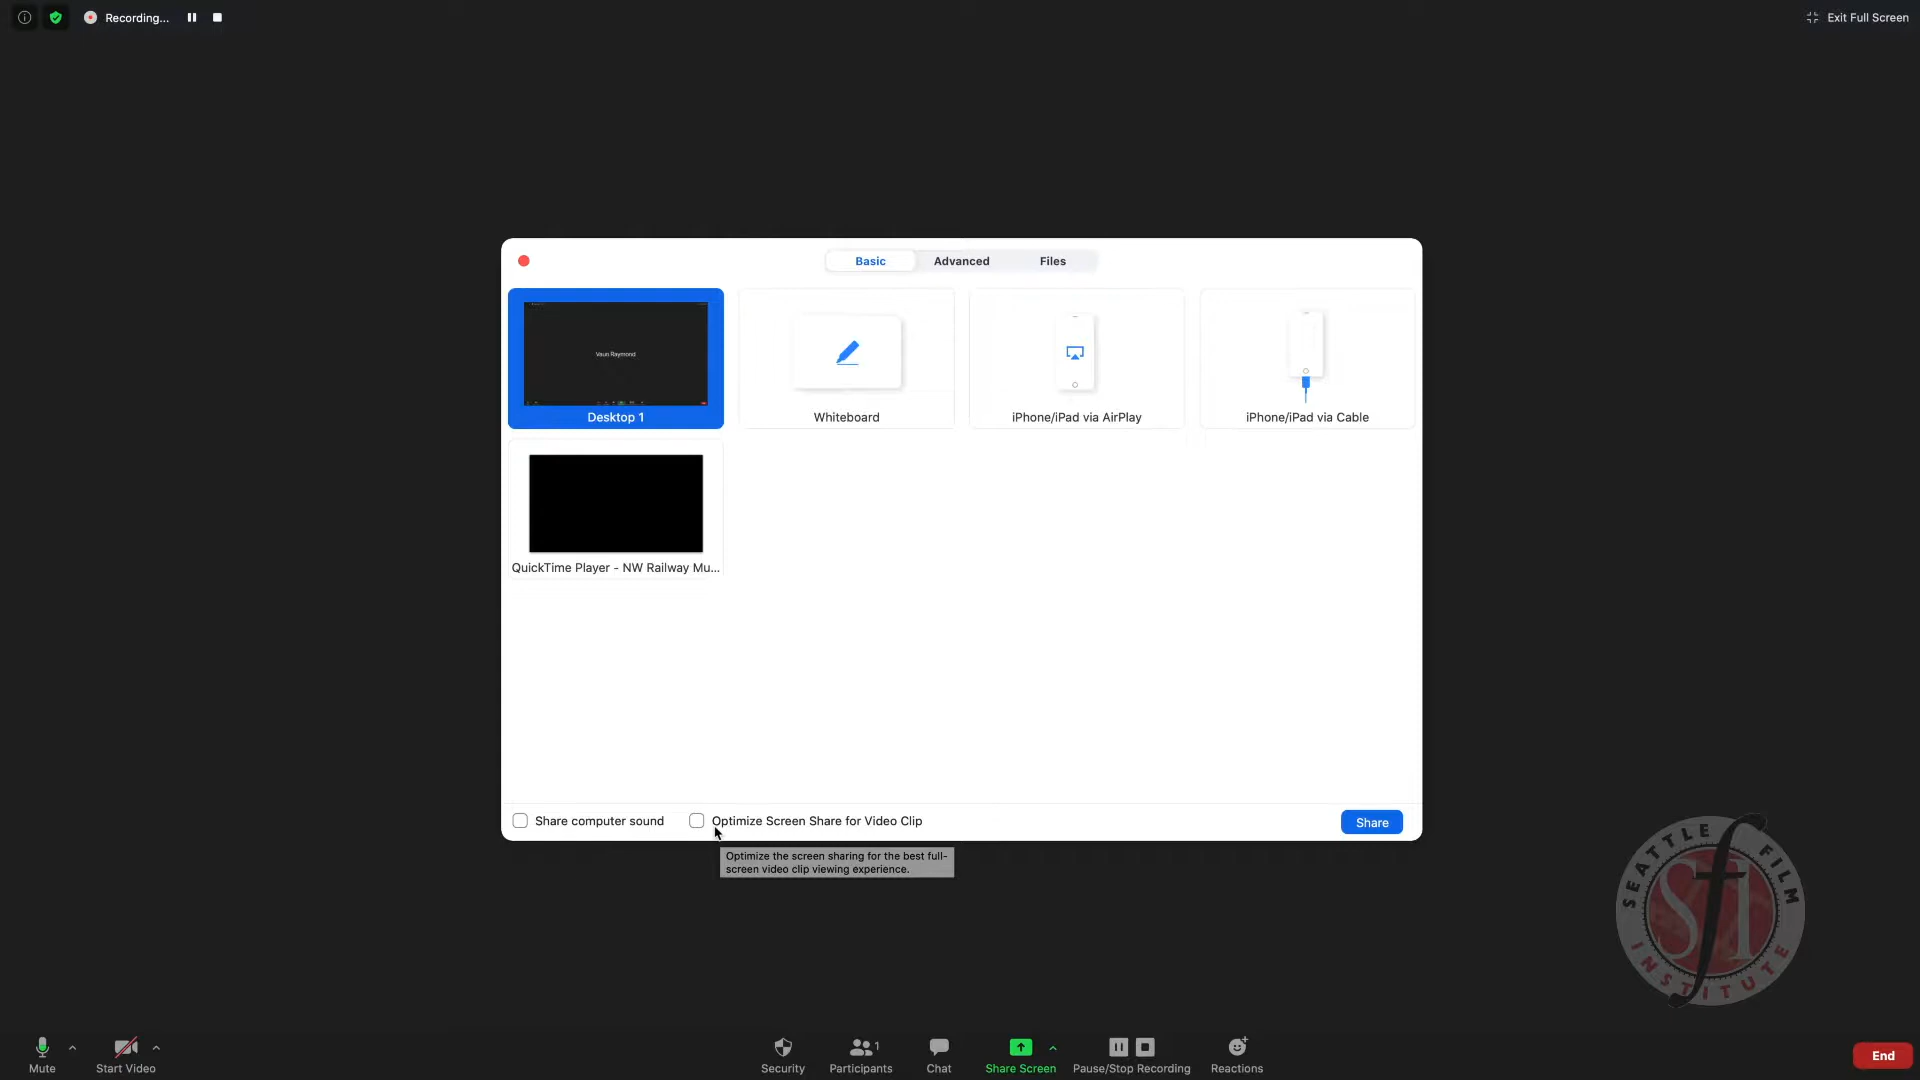 Recording...
Exit Full Screen
Basic
Advanced
Files
Vaun Raymond
Desktop 1
Whiteboard
iPhone/iPad via AirPlay
iPhone/iPad via Cable
QuickTime Player - NW Railway Mu...
Share computer sound
Optimize Screen Share for Video Clip
Share
Optimize the screen sharing for the best full-
screen video clip viewing experience.
SEATTLE FILM
SfI
INSTITUTE
Mute
Start Video
Security
1
Participants
Chat
Share Screen
Pause/Stop Recording
Reactions
End